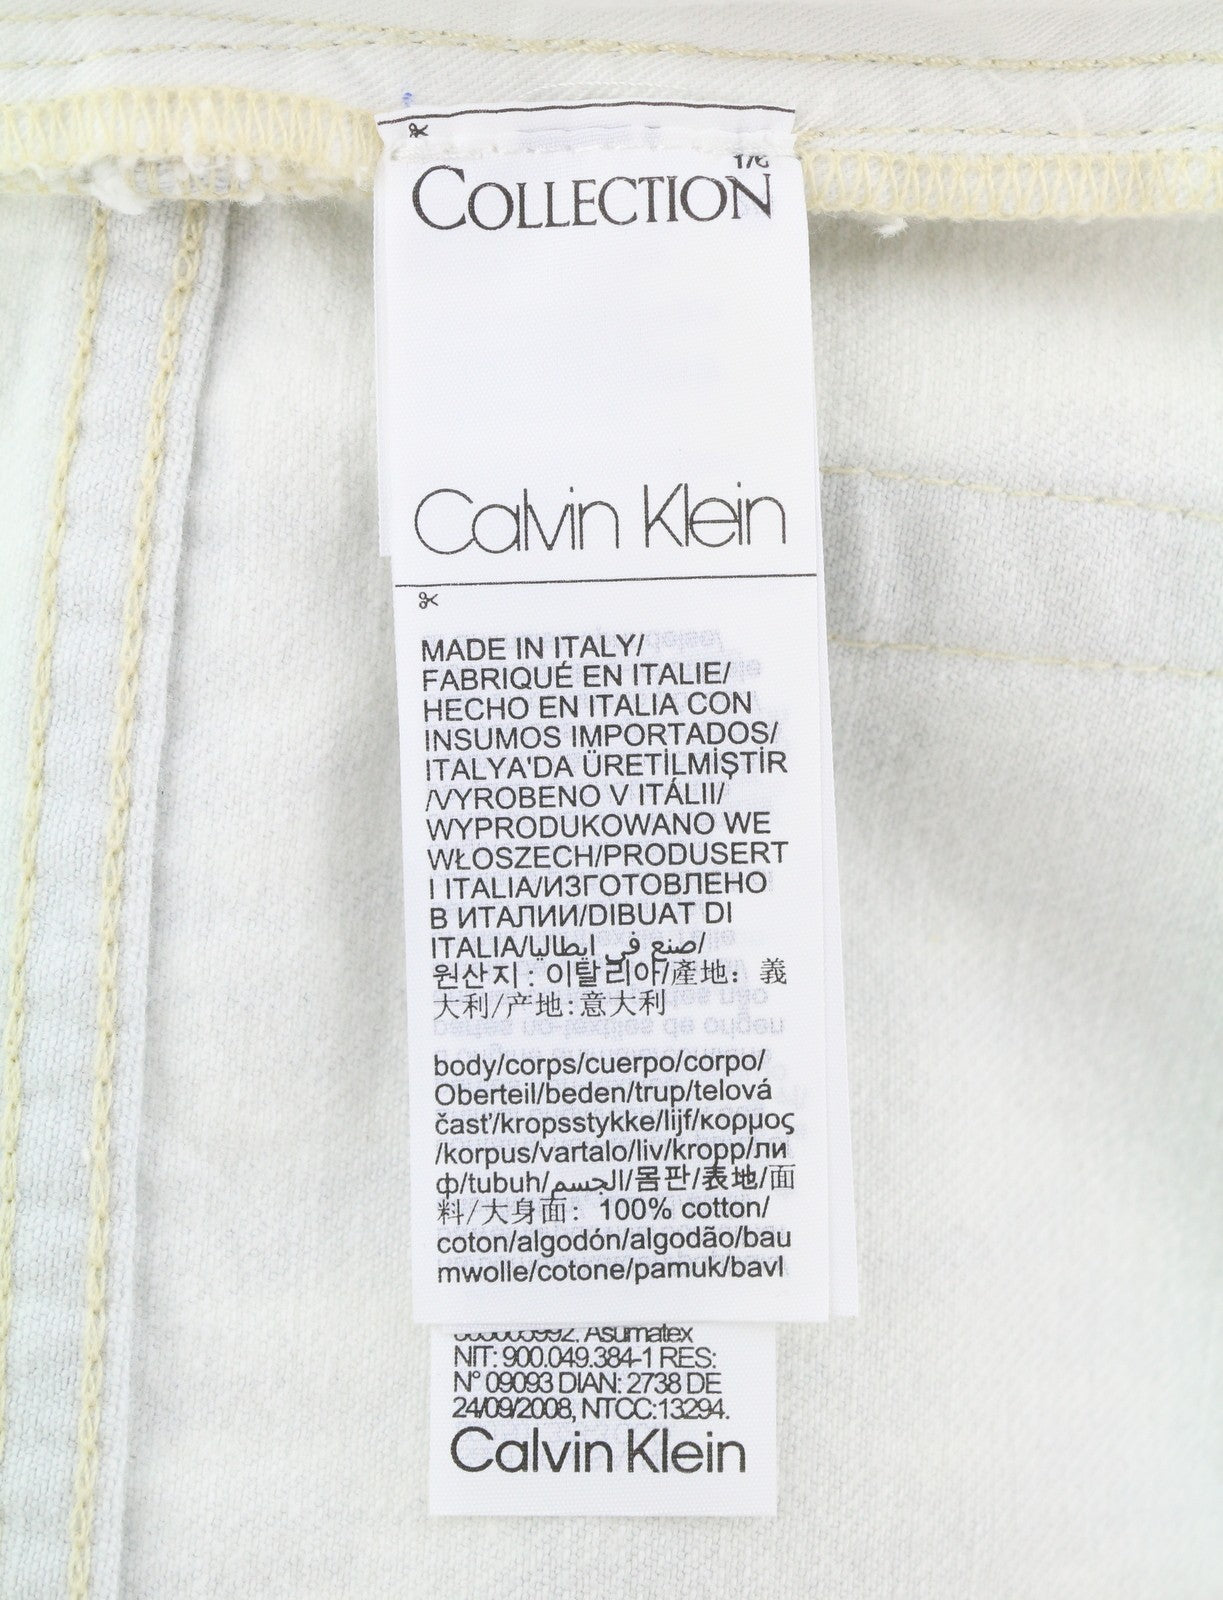 1/6
COLLECTION
Calvin Klein
MADE IN ITALY/
FABRIQUÉ EN ITALIE/
HECHO EN ITALIA CON
INSUMOS IMPORTADOS/
ITALYA'DA ÜRETİLMİŞTİR
/VYROBENO V ITÁLII/
WYPRODUKOWANO WE
WŁOSZECH/PRODUSERT
I ITALIA/ИЗГОТОВЛЕНО
В ИТАЛИИ/DIBUAT DI
ITALIA/صنع في ايطاليا/
원산지 : 이탈리아/產地: 義
大利/产地:意大利
body/corps/cuerpo/corpo/
Oberteil/beden/trup/telová
časť/kropsstykke/lijf/κορμος
/korpus/vartalo/liv/kropp/ли
ф/tubuh/الجسم/몸판/表地/面
料/大身面: 100% cotton/
coton/algodón/algodão/bau
mwolle/cotone/pamuk/bavl
Asumatex
NIT: 900.049.384-1 RES:
N° 09093 DIAN: 2738 DE
24/09/2008, NTCC:13294.
Calvin Klein